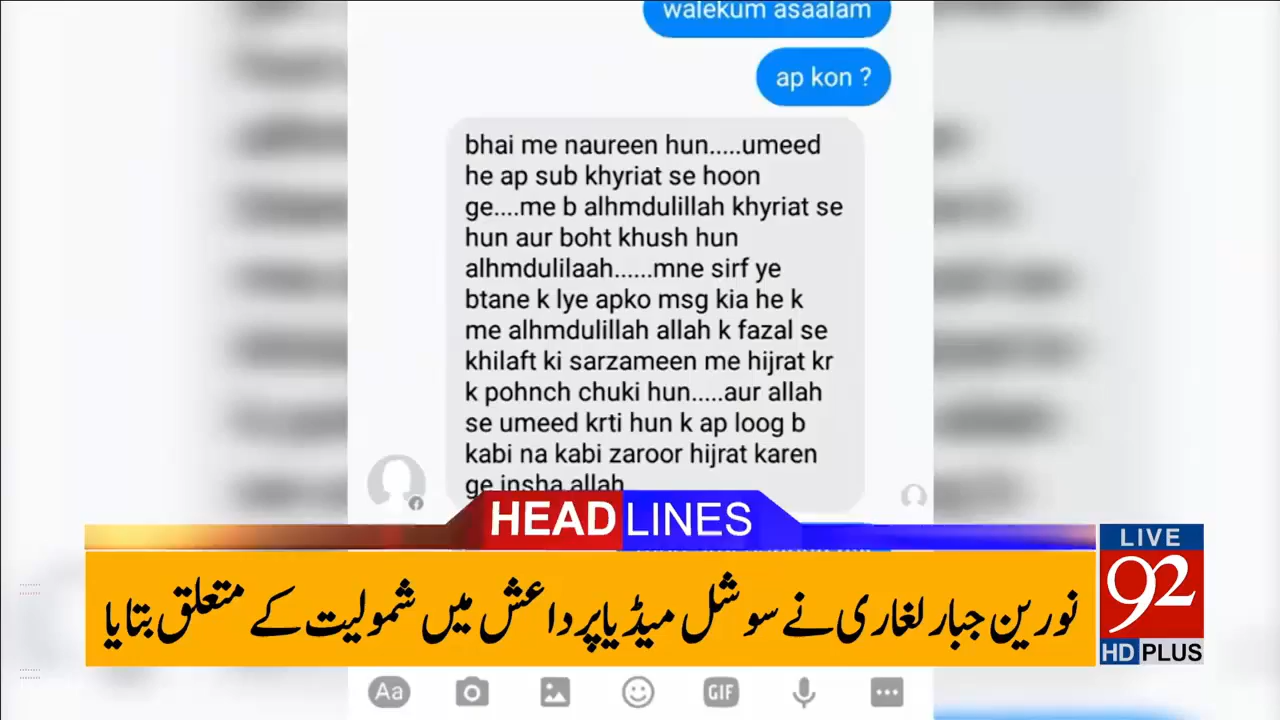 walekum asaalam
ap kon ?
bhai me naureen hun.....umeed
he ap sub khyriat se hoon
ge....me b alhmdulillah khyriat se
hun aur boht khush hun
alhmdulilaah......mne sirf ye
btane k lye apko msg kia he k
me alhmdulillah allah k fazal se
khilaft ki sarzameen me hijrat kr
k pohnch chuki hun.....aur allah
se umeed krti hun k ap loog b
kabi na kabi zaroor hijrat karen
ge insha allah
HEADLINES
LIVE
92
HD PLUS
نورین جبار لغاری نے سوشل میڈیا پر داعش میں شمولیت کے متعلق بتایا
Aa
GIF